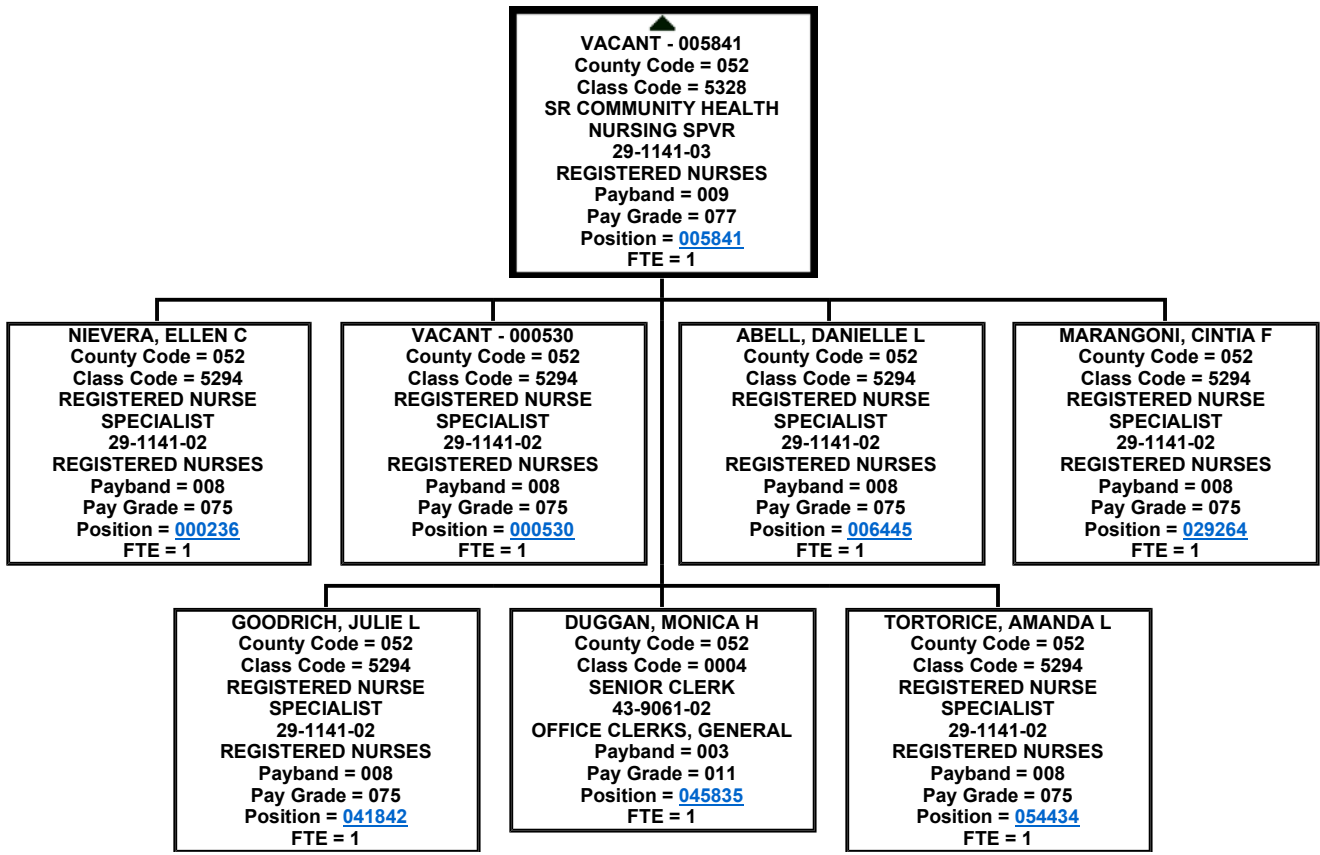 VACANT - 005841
County Code = 052
Class Code = 5328
SR COMMUNITY HEALTH
NURSING SPVR
29-1141-03
REGISTERED NURSES
Payband = 009
Pay Grade = 077
Position = 005841
FTE = 1
NIEVERA, ELLEN C
County Code = 052
Class Code = 5294
REGISTERED NURSE
SPECIALIST
29-1141-02
REGISTERED NURSES
Payband = 008
Pay Grade = 075
Position = 000236
FTE = 1
VACANT - 000530
County Code = 052
Class Code = 5294
REGISTERED NURSE
SPECIALIST
29-1141-02
REGISTERED NURSES
Payband = 008
Pay Grade = 075
Position = 000530
FTE = 1
ABELL, DANIELLE L
County Code = 052
Class Code = 5294
REGISTERED NURSE
SPECIALIST
29-1141-02
REGISTERED NURSES
Payband = 008
Pay Grade = 075
Position = 006445
FTE = 1
MARANGONI, CINTIA F
County Code = 052
Class Code = 5294
REGISTERED NURSE
SPECIALIST
29-1141-02
REGISTERED NURSES
Payband = 008
Pay Grade = 075
Position = 029264
FTE = 1
GOODRICH, JULIE L
County Code = 052
Class Code = 5294
REGISTERED NURSE
SPECIALIST
29-1141-02
REGISTERED NURSES
Payband = 008
Pay Grade = 075
Position = 041842
FTE = 1
DUGGAN, MONICA H
County Code = 052
Class Code = 0004
SENIOR CLERK
43-9061-02
OFFICE CLERKS, GENERAL
Payband = 003
Pay Grade = 011
Position = 045835
FTE = 1
TORTORICE, AMANDA L
County Code = 052
Class Code = 5294
REGISTERED NURSE
SPECIALIST
29-1141-02
REGISTERED NURSES
Payband = 008
Pay Grade = 075
Position = 054434
FTE = 1